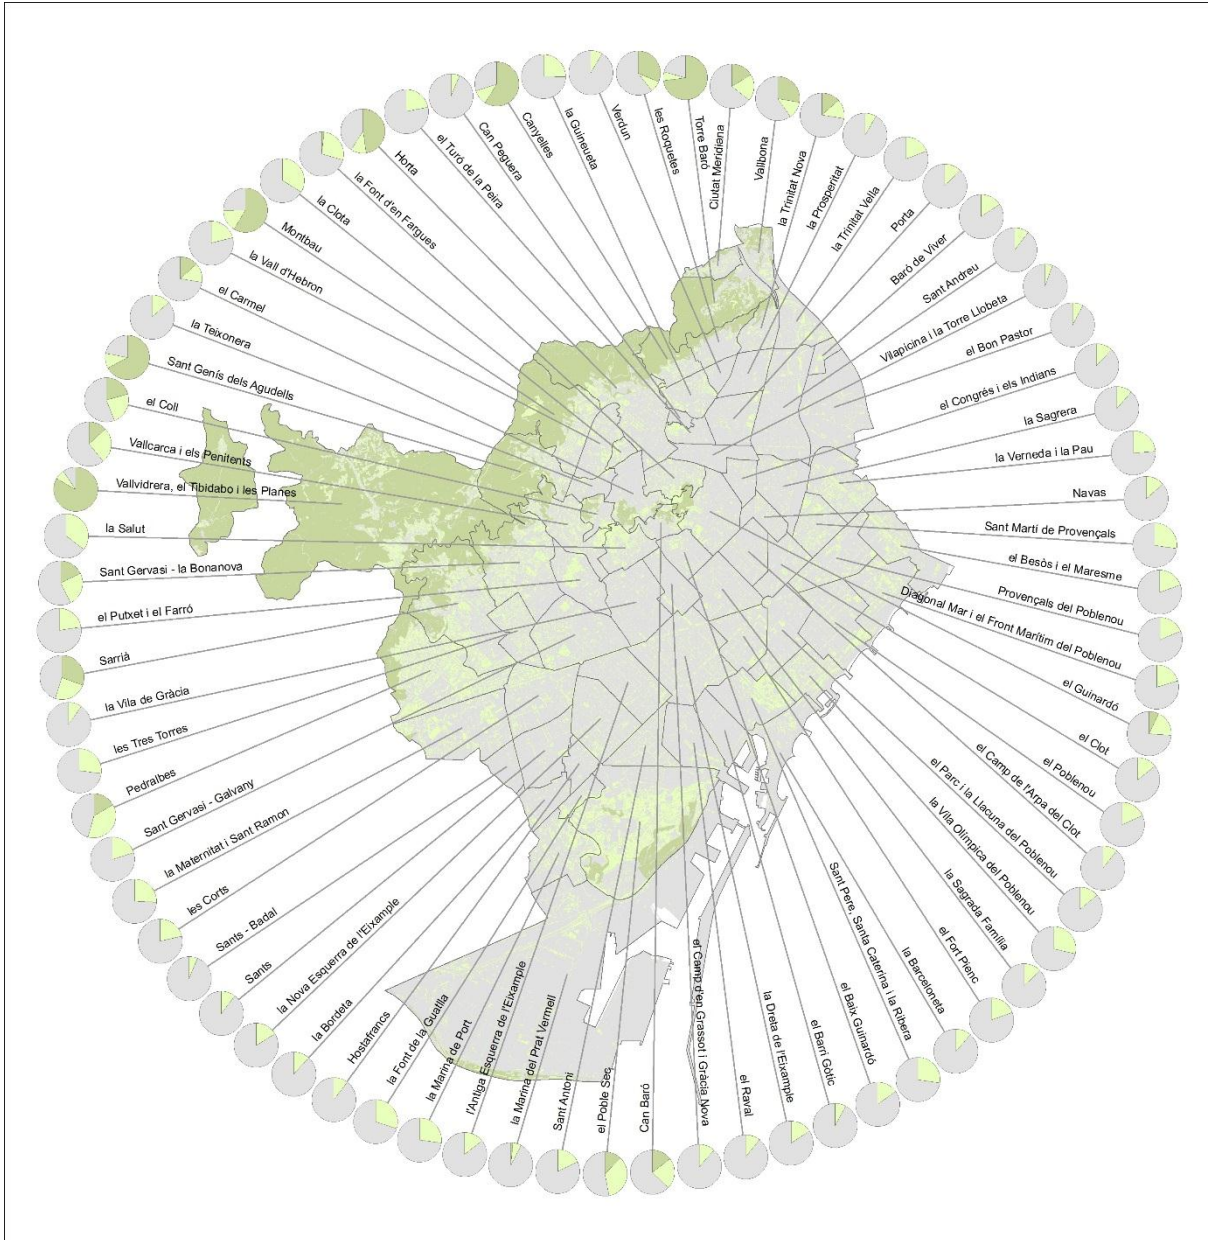 Verdun
la Guineueta
Canyelles
Can Peguera
el Turó de la Peira
Horta
la Font d'en Fargues
la Clota
Montbau
la Vall d'Hebron
el Carmel
la Teixonera
Sant Genís dels Agudells
el Coll
Vallcarca i els Penitents
Vallvidrera, el Tibidabo i les Planes
la Salut
Sant Gervasi - la Bonanova
el Putxet i el Farró
Sarrià
la Vila de Gràcia
les Tres Torres
Pedralbes
Sant Gervasi - Galvany
la Maternitat i Sant Ramon
les Corts
Sants - Badal
Sants
la Nova Esquerra de l'Eixample
la Bordeta
Hostafrancs
la Font de la Guatlla
la Marina de Port
l'Antiga Esquerra de l'Eixample
la Marina del Prat Vermell
Sant Antoni
el Poble Sec
Can Baró
el Camp d'en Grassot i Gràcia Nova
el Raval
la Dreta de l'Eixample
el Barri Gòtic
el Baix Guinardó
Sant Pere, Santa Caterina i la Ribera
la Barceloneta
el Fort Pienc
la Sagrada Família
la Vila Olímpica del Poblenou
el Parc i la Llacuna del Poblenou
el Camp de l'Arpa del Clot
el Poblenou
el Clot
el Guinardó
Diagonal Mar i el Front Marítim del Poblenou
Provençals del Poblenou
el Besòs i el Maresme
Sant Martí de Provençals
Navas
la Verneda i la Pau
la Sagrera
el Congrés i els Indians
el Bon Pastor
Vilapicina i la Torre Llobeta
Sant Andreu
Baró de Viver
Porta
la Trinitat Vella
la Prosperitat
la Trinitat Nova
Vallbona
Ciutat Meridiana
Torre Baró
les Roquetes